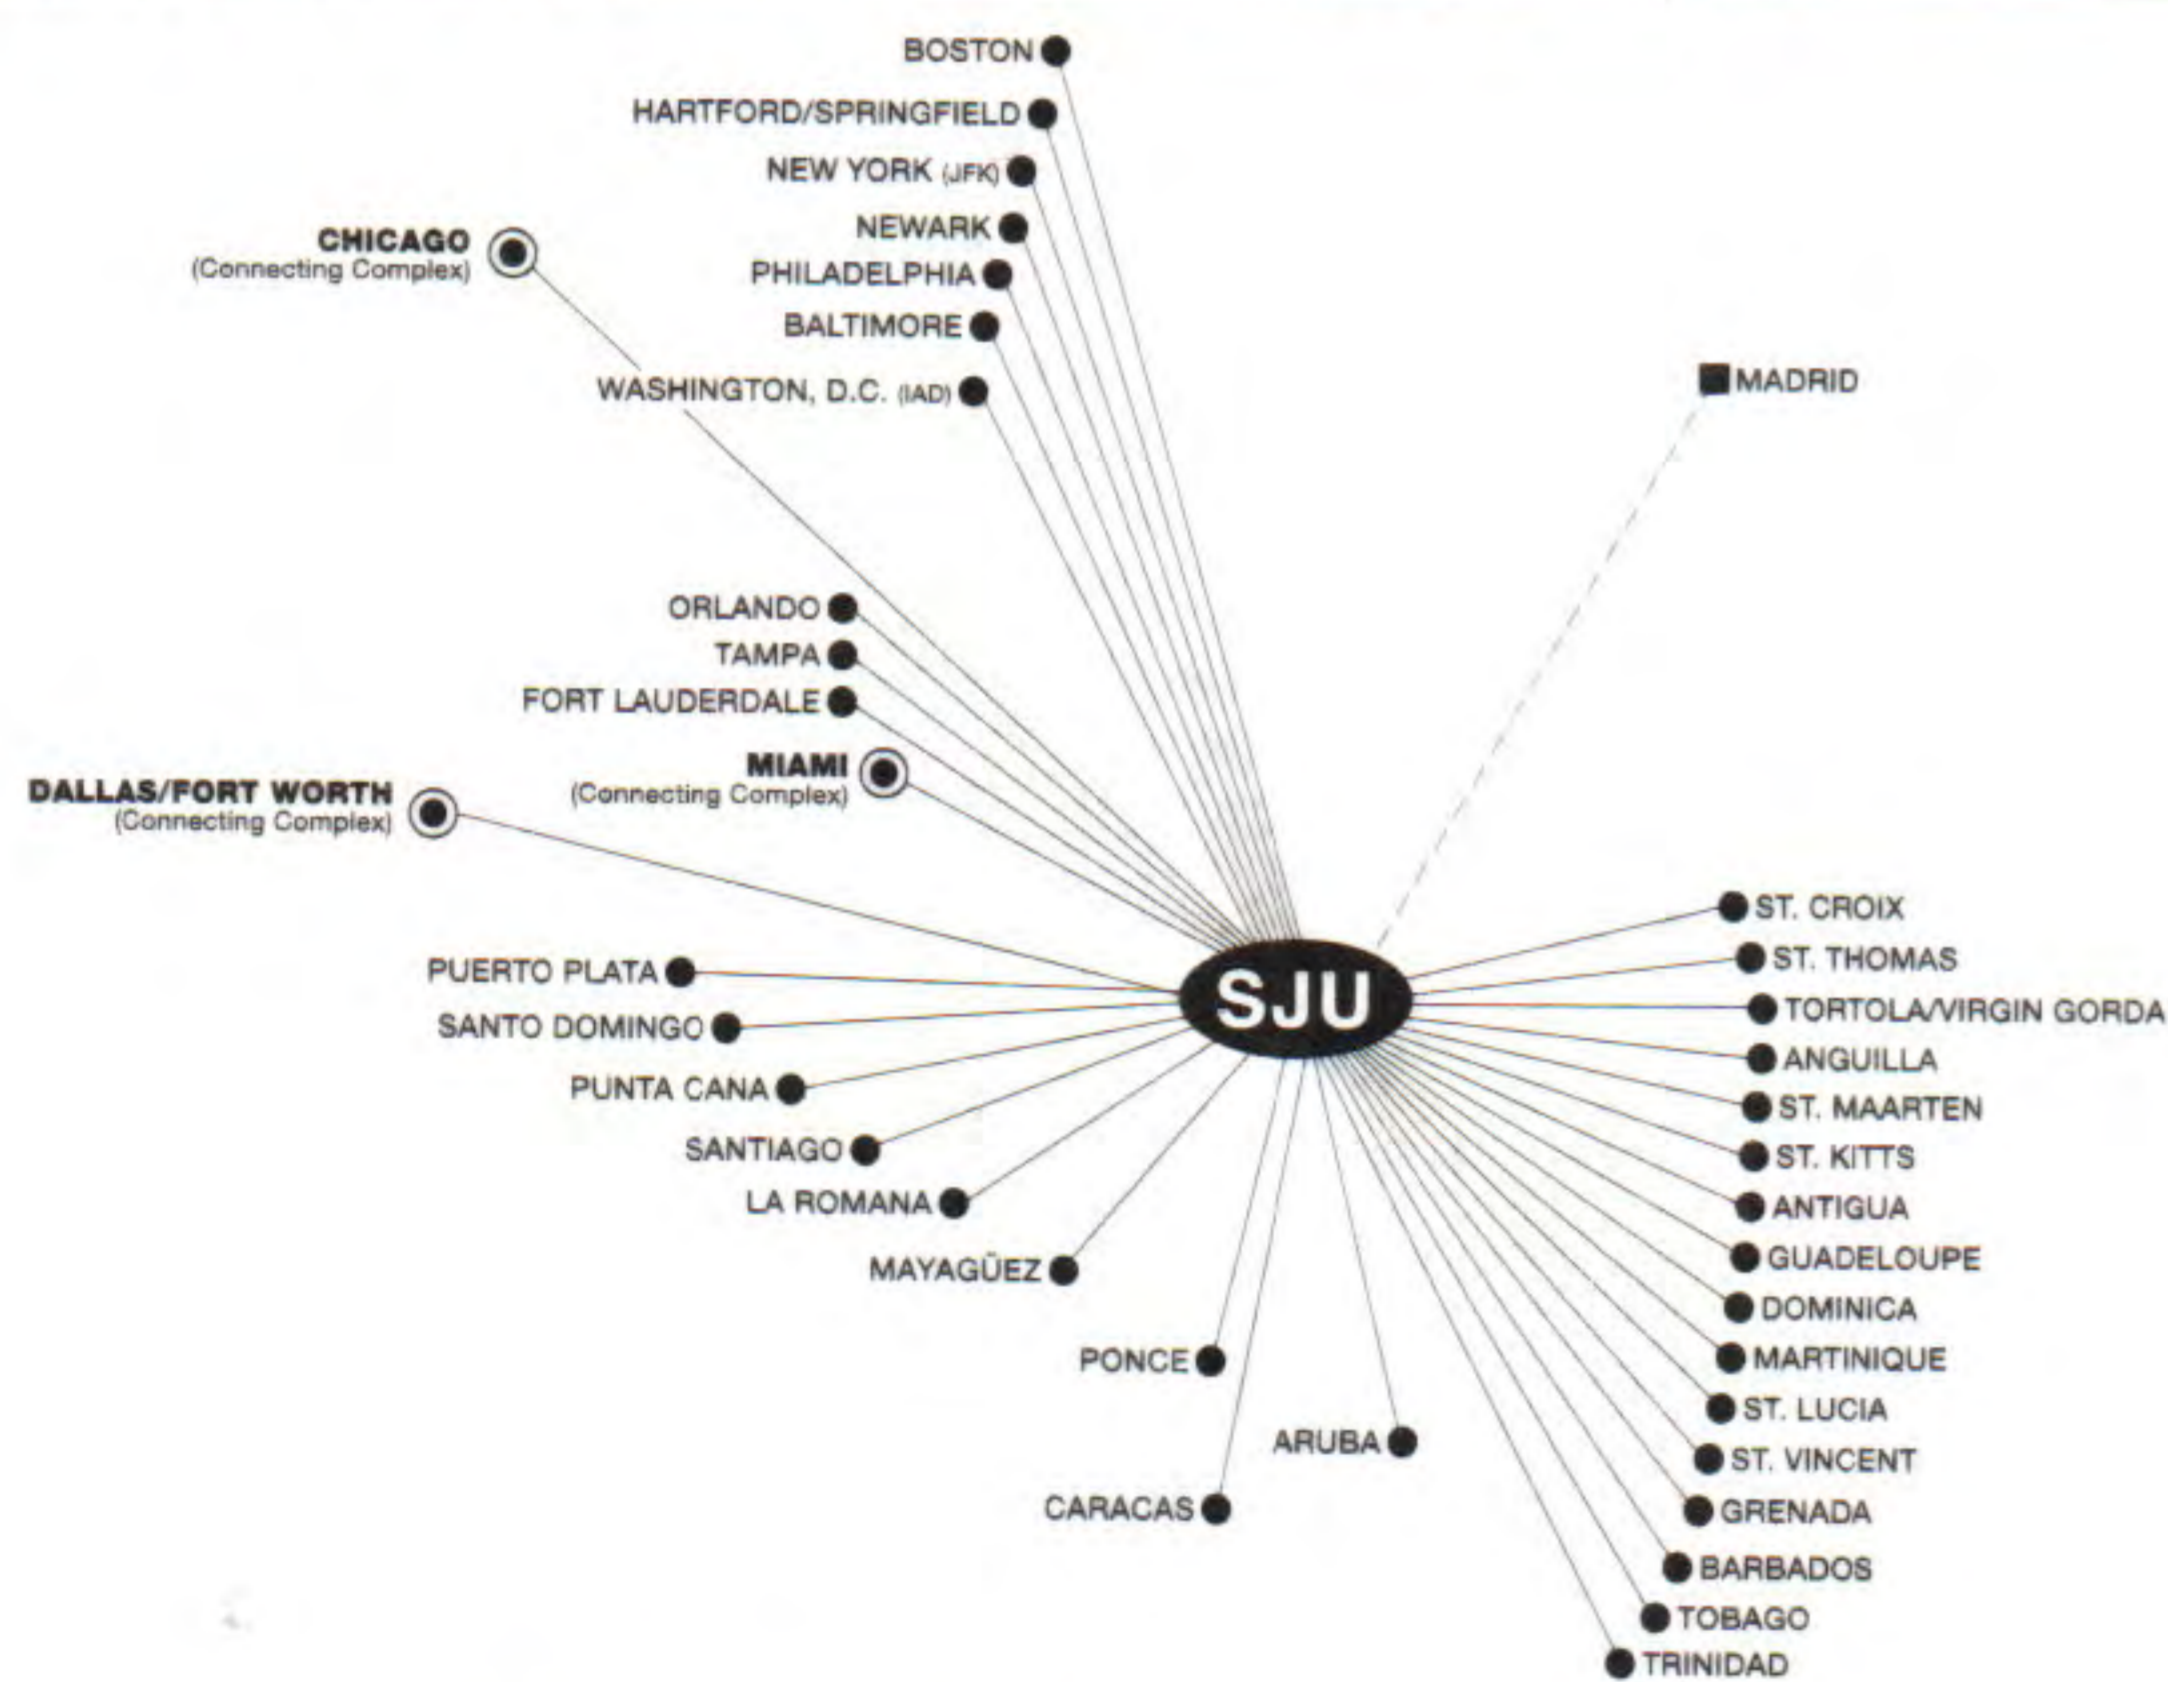 BOSTON
HARTFORD/SPRINGFIELD
NEW YORK (JFK)
NEWARK
CHICAGO
(Connecting Complex)
PHILADELPHIA
BALTIMORE
WASHINGTON, D.C. (IAD)
MADRID
ORLANDO
TAMPA
FORT LAUDERDALE
MIAMI
(Connecting Complex)
DALLAS/FORT WORTH
(Connecting Complex)
PUERTO PLATA
SANTO DOMINGO
PUNTA CANA
SANTIAGO
LA ROMANA
MAYAGÜEZ
PONCE
CARACAS
ARUBA
SJU
ST. CROIX
ST. THOMAS
TORTOLA/VIRGIN GORDA
ANGUILLA
ST. MAARTEN
ST. KITTS
ANTIGUA
GUADELOUPE
DOMINICA
MARTINIQUE
ST. LUCIA
ST. VINCENT
GRENADA
BARBADOS
TOBAGO
TRINIDAD